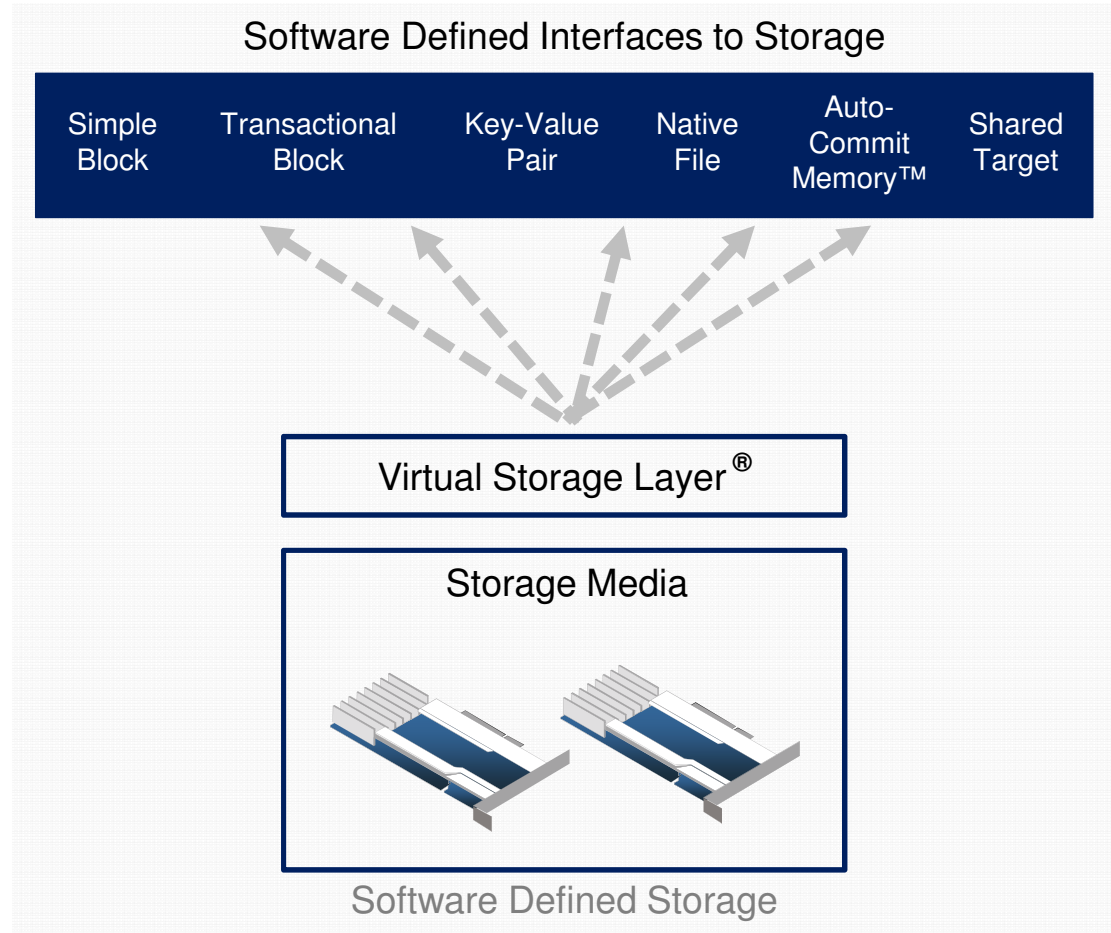 Software Defined Interfaces to Storage
Simple
Block
Transactional
Block
Key-Value
Pair
Native
File
Auto-
Commit
Memory™
Shared
Target
Virtual Storage Layer®
Storage Media
Software Defined Storage